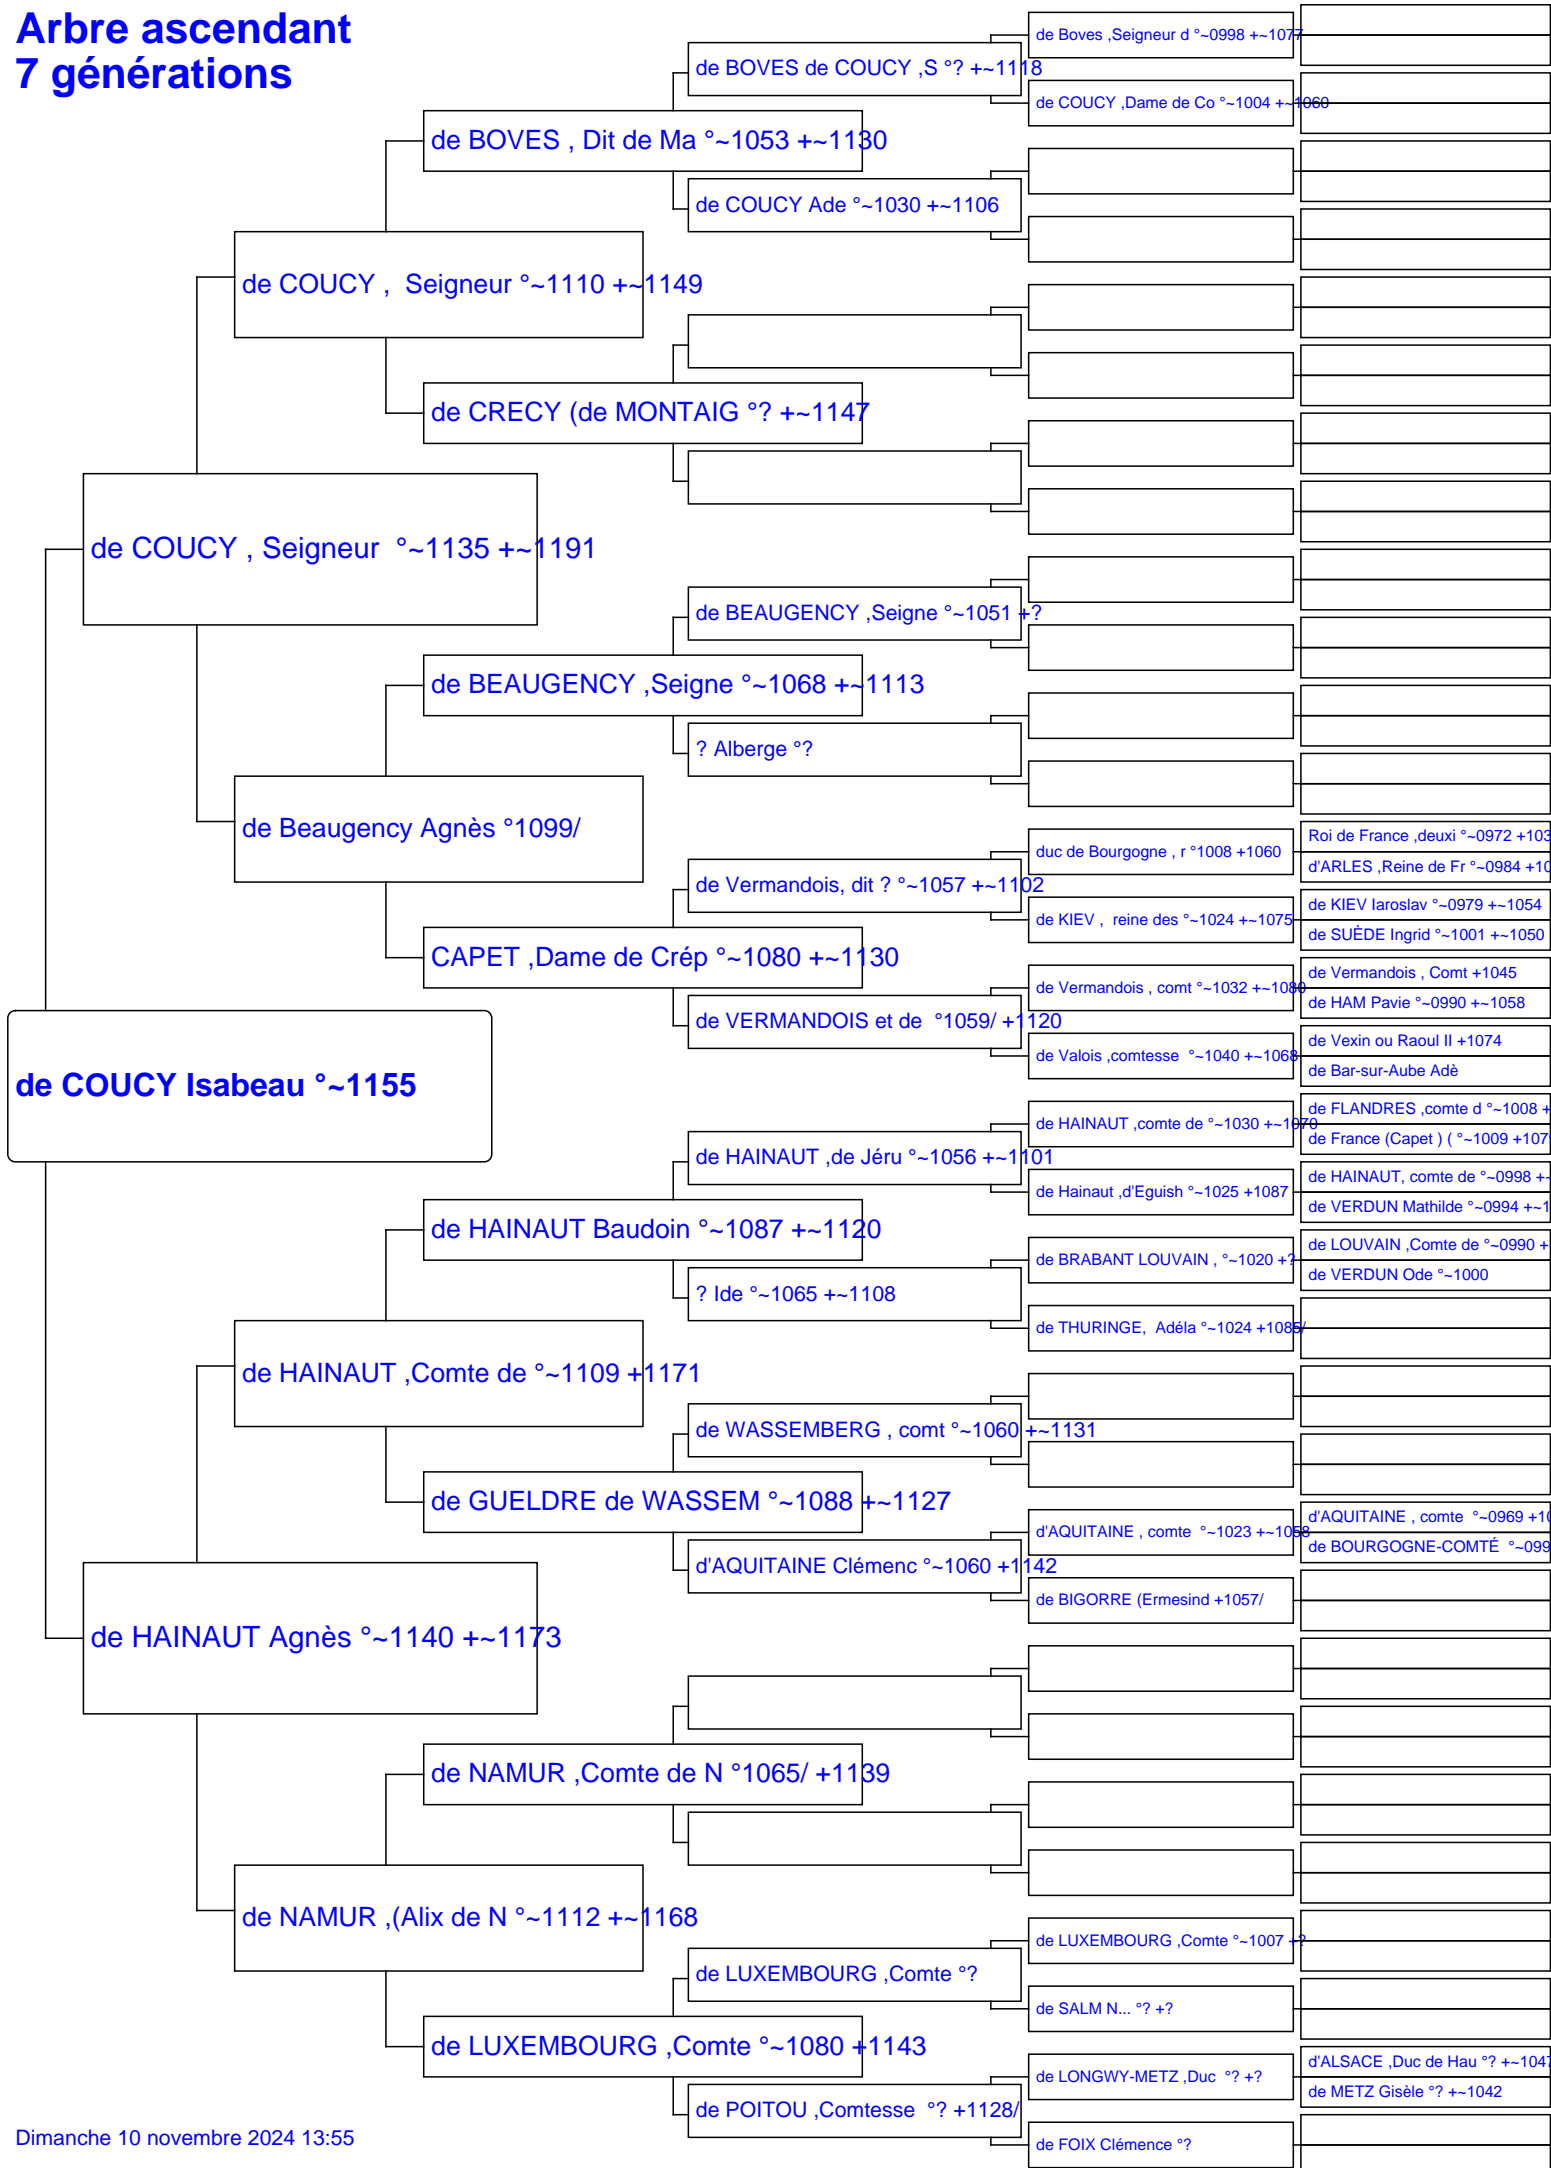 Arbre ascendant
7 générations
de COUCY Isabeau °~1155
de COUCY , Seigneur  °~1135 +~1191
de HAINAUT Agnès °~1140 +~1173
de COUCY ,  Seigneur °~1110 +~1149
de Beaugency Agnès °1099/
de HAINAUT ,Comte de °~1109 +1171
de NAMUR ,(Alix de N °~1112 +~1168
de BOVES , Dit de Ma °~1053 +~1130
de CRECY (de MONTAIG °? +~1147
de BEAUGENCY ,Seigne °~1068 +~1113
CAPET ,Dame de Crép °~1080 +~1130
de HAINAUT Baudoin °~1087 +~1120
de GUELDRE de WASSEM °~1088 +~1127
de NAMUR ,Comte de N °1065/ +1139
de LUXEMBOURG ,Comte °~1080 +1143
de BOVES de COUCY ,S °? +~1118
de COUCY Ade °~1030 +~1106
de BEAUGENCY ,Seigne °~1051 +?
? Alberge °?
de Vermandois, dit ? °~1057 +~1102
de VERMANDOIS et de  °1059/ +1120
de HAINAUT ,de Jéru °~1056 +~1101
? Ide °~1065 +~1108
de WASSEMBERG , comt °~1060 +~1131
d'AQUITAINE Clémenc °~1060 +1142
de LUXEMBOURG ,Comte °?
de POITOU ,Comtesse  °? +1128/
de Boves ,Seigneur d °~0998 +~1077
de COUCY ,Dame de Co °~1004 +~1060
duc de Bourgogne , r °1008 +1060
de KIEV ,  reine des °~1024 +~1075
de Vermandois , comt °~1032 +~1080
de Valois ,comtesse  °~1040 +~1068
de HAINAUT ,comte de °~1030 +~1070
de Hainaut ,d'Eguish °~1025 +1087
de BRABANT LOUVAIN , °~1020 +?
de THURINGE,  Adéla °~1024 +1085/
d'AQUITAINE , comte  °~1023 +~1058
de BIGORRE (Ermesind +1057/
de LUXEMBOURG ,Comte °~1007 +?
de SALM N... °? +?
de LONGWY-METZ ,Duc  °? +?
de FOIX Clémence °?
Roi de France ,deuxi °~0972 +103
d'ARLES ,Reine de Fr °~0984 +10
de KIEV Iaroslav °~0979 +~1054
de SUÈDE Ingrid °~1001 +~1050
de Vermandois , Comt +1045
de HAM Pavie °~0990 +~1058
de Vexin ou Raoul II +1074
de Bar-sur-Aube Adè
de FLANDRES ,comte d °~1008 +
de France (Capet ) ( °~1009 +107
de HAINAUT, comte de °~0998 +~
de VERDUN Mathilde °~0994 +~1
de LOUVAIN ,Comte de °~0990 +
de VERDUN Ode °~1000
d'AQUITAINE , comte  °~0969 +10
de BOURGOGNE-COMTÉ  °~099
d'ALSACE ,Duc de Hau °? +~1047
de METZ Gisèle °? +~1042
Dimanche 10 novembre 2024 13:55